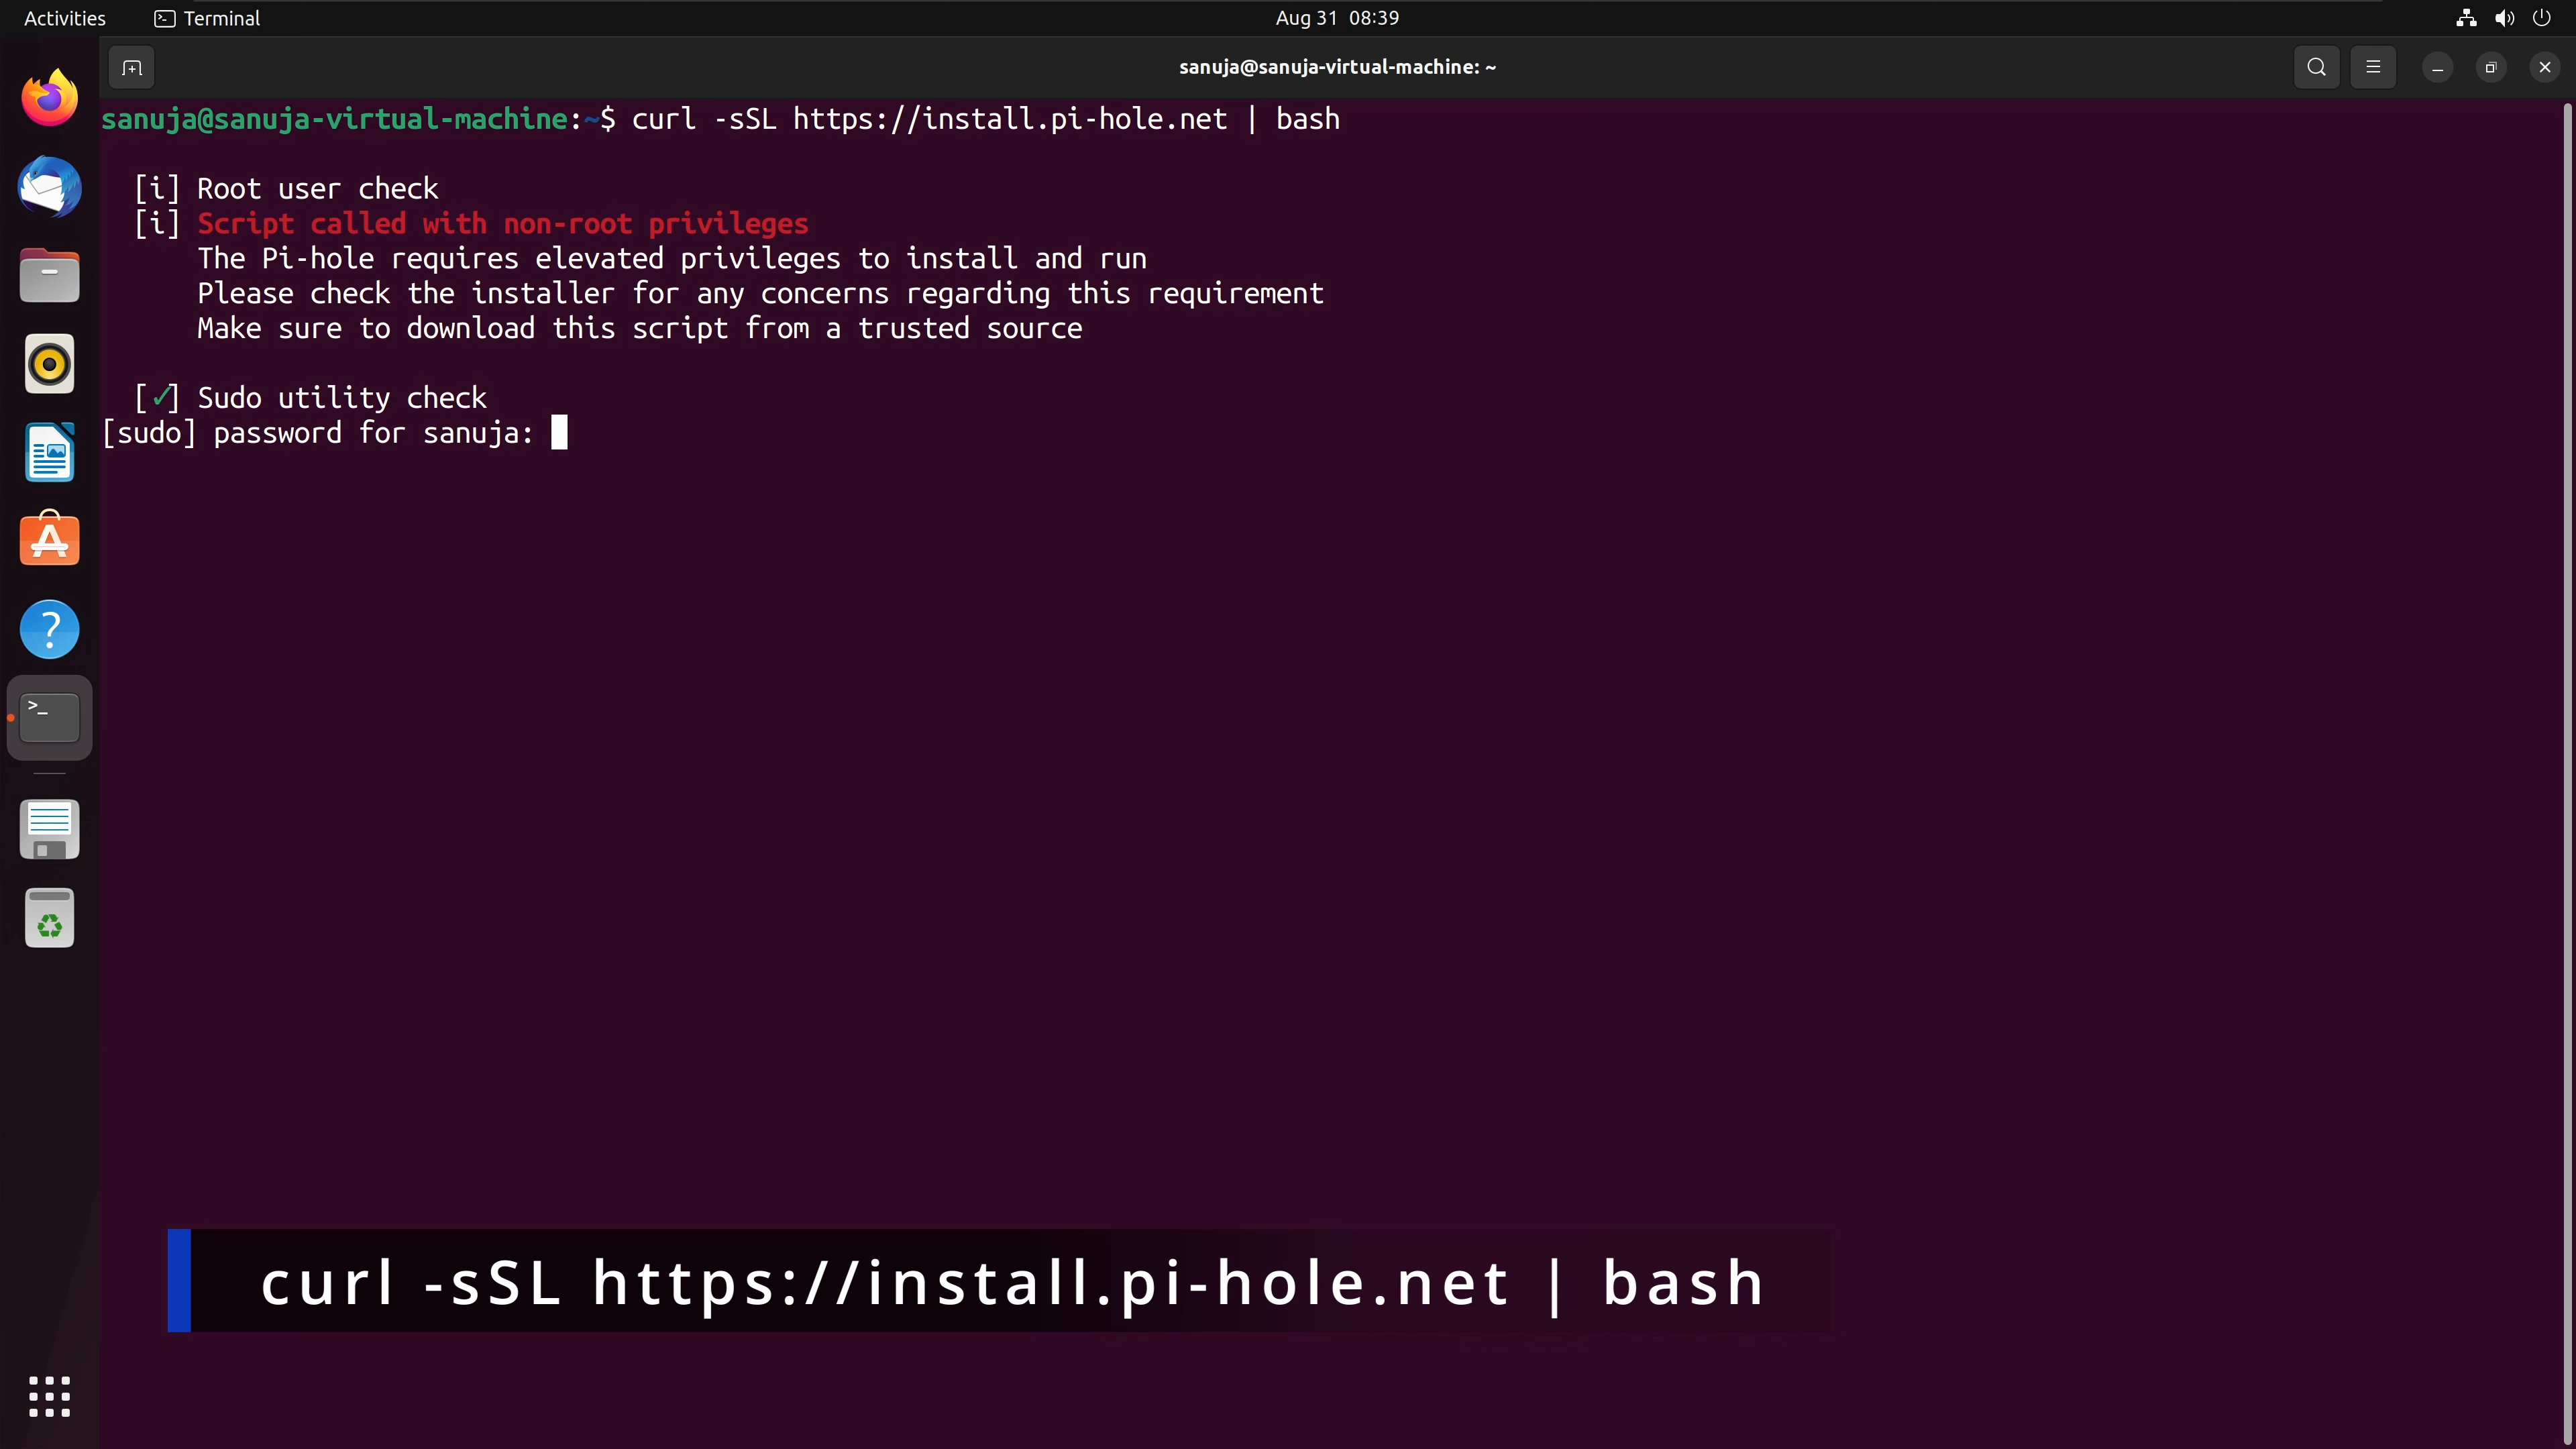 Activities
Terminal
Aug 31 08:39
sanuja@sanuja-virtual-machine: ~
sanuja@sanuja-virtual-machine:~$ curl -sSL https://install.pi-hole.net | bash
[i] Root user check
[i] Script called with non-root privileges
The Pi-hole requires elevated privileges to install and run
Please check the installer for any concerns regarding this requirement
Make sure to download this script from a trusted source
[✓] Sudo utility check
[sudo] password for sanuja:
curl -sSL https://install.pi-hole.net | bash